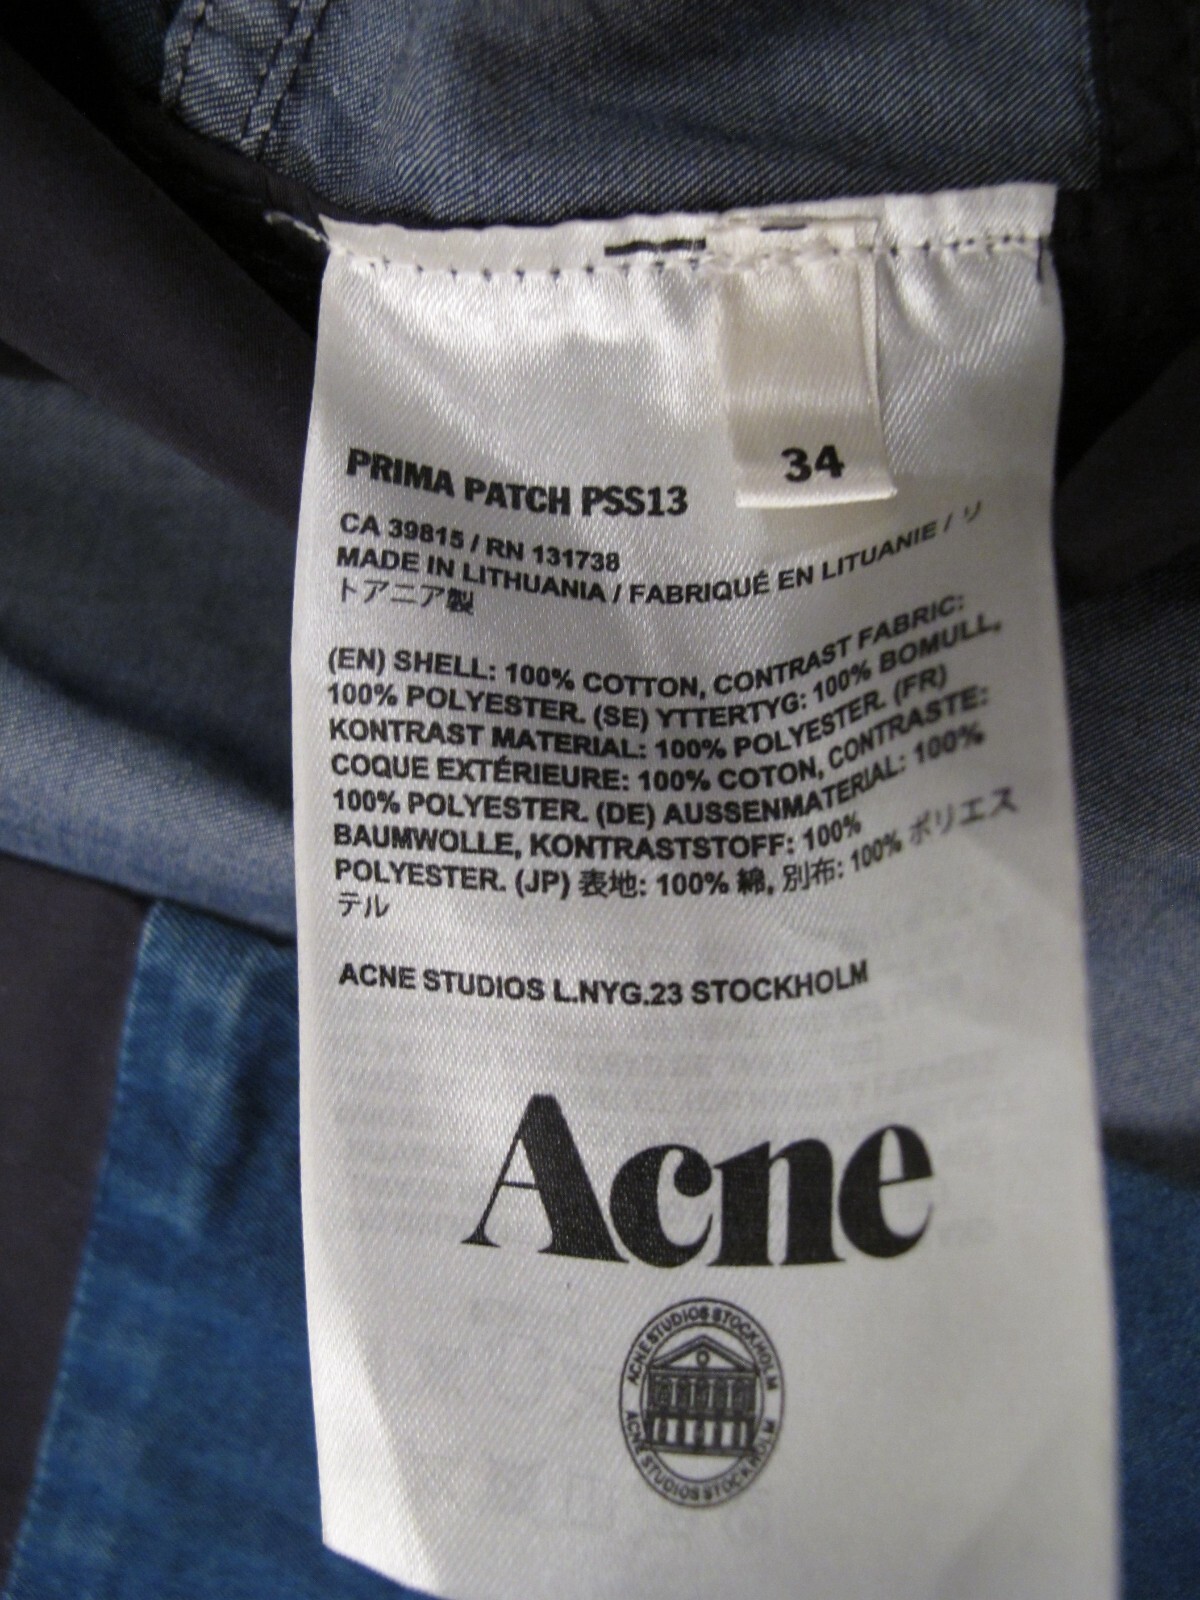 34
PRIMA PATCH PSS13
CA 39815 / RN 131738
MADE IN LITHUANIA / FABRIQUÉ EN LITUANIE / リ
トアニア製
(EN) SHELL: 100% COTTON, CONTRAST FABRIC:
100% POLYESTER. (SE) YTTERTYG: 100% BOMULL,
KONTRAST MATERIAL: 100% POLYESTER. (FR)
COQUE EXTÉRIEURE: 100% COTON, CONTRASTE:
100% POLYESTER. (DE) AUSSENMATERIAL: 100%
BAUMWOLLE, KONTRASTSTOFF: 100%
POLYESTER. (JP) 表地: 100% 綿, 別布: 100% ポリエス
テル
ACNE STUDIOS L.NYG.23 STOCKHOLM
Acne
ACNE STUDIOS STOCKHOLM
ACNE STUDIOS STOCKHOLM